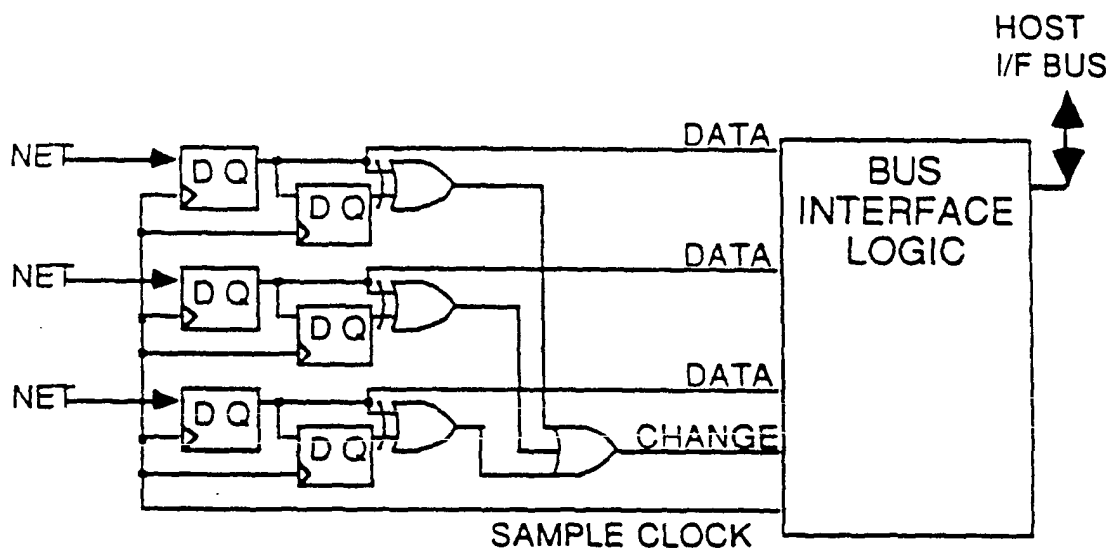 HOST
I/F BUS
NET
D Q
DATA
D Q
BUS
INTERFACE
LOGIC
NET
D Q
DATA
D Q
NET
D Q
DATA
D Q
CHANGE
SAMPLE CLOCK